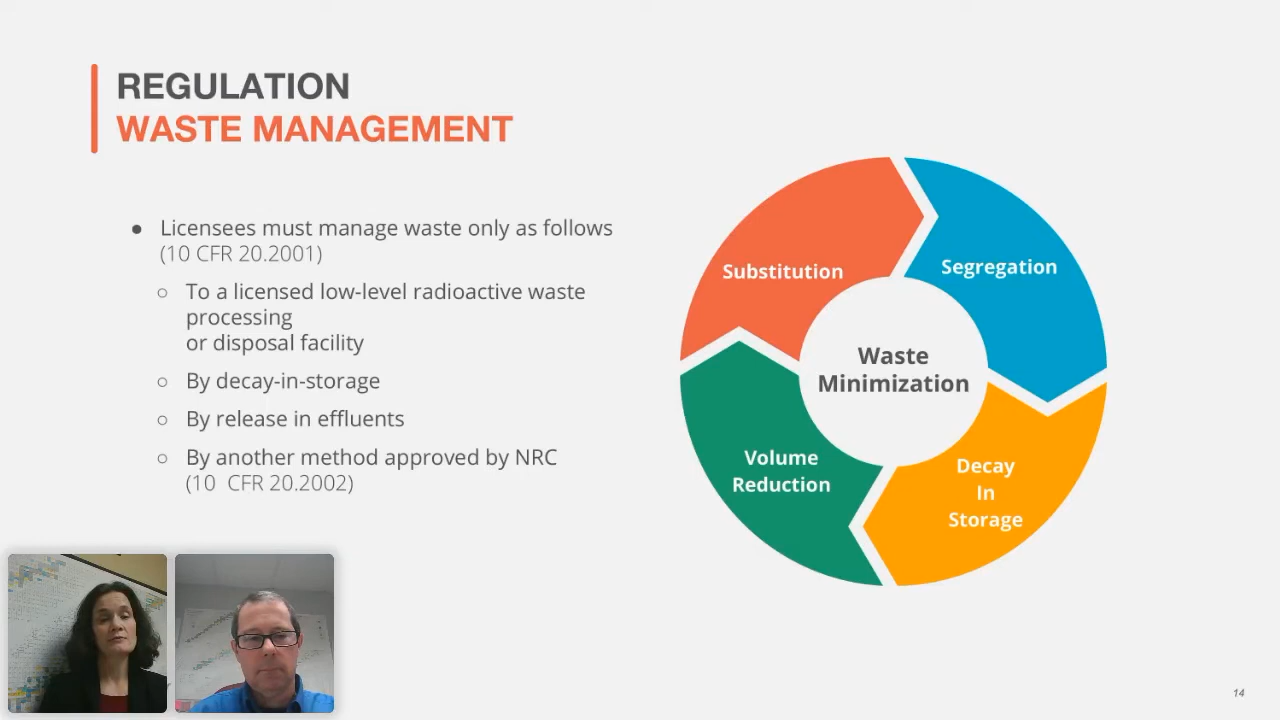 REGULATION
WASTE MANAGEMENT
● Licensees must manage waste only as follows
(10 CFR 20.2001)
○ To a licensed low-level radioactive waste
processing
or disposal facility
○ By decay-in-storage
○ By release in effluents
○ By another method approved by NRC
(10 CFR 20.2002)
Substitution
Segregation
Waste
Minimization
Volume
Reduction
Decay
In
Storage
14